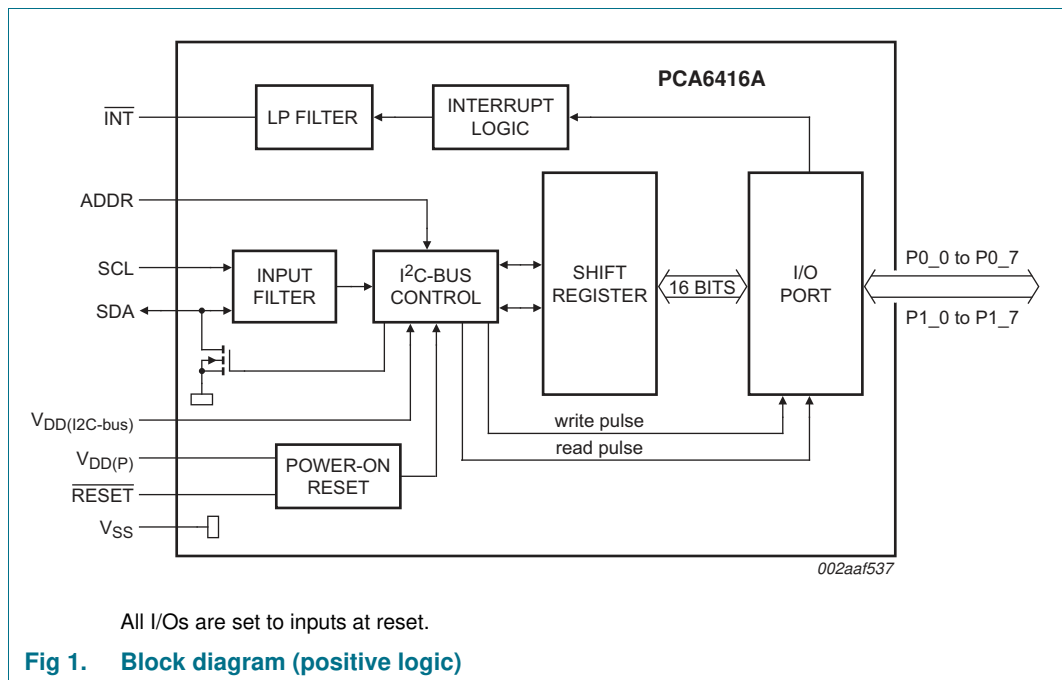 PCA6416A
INT
LP FILTER
INTERRUPT
LOGIC
ADDR
SCL
SDA
INPUT
FILTER
I²C-BUS
CONTROL
SHIFT
REGISTER
16 BITS
I/O
PORT
P0_0 to P0_7
P1_0 to P1_7
VDD(I2C-bus)
write pulse
read pulse
VDD(P)
RESET
POWER-ON
RESET
VSS
002aaf537
All I/Os are set to inputs at reset.
Fig 1. Block diagram (positive logic)